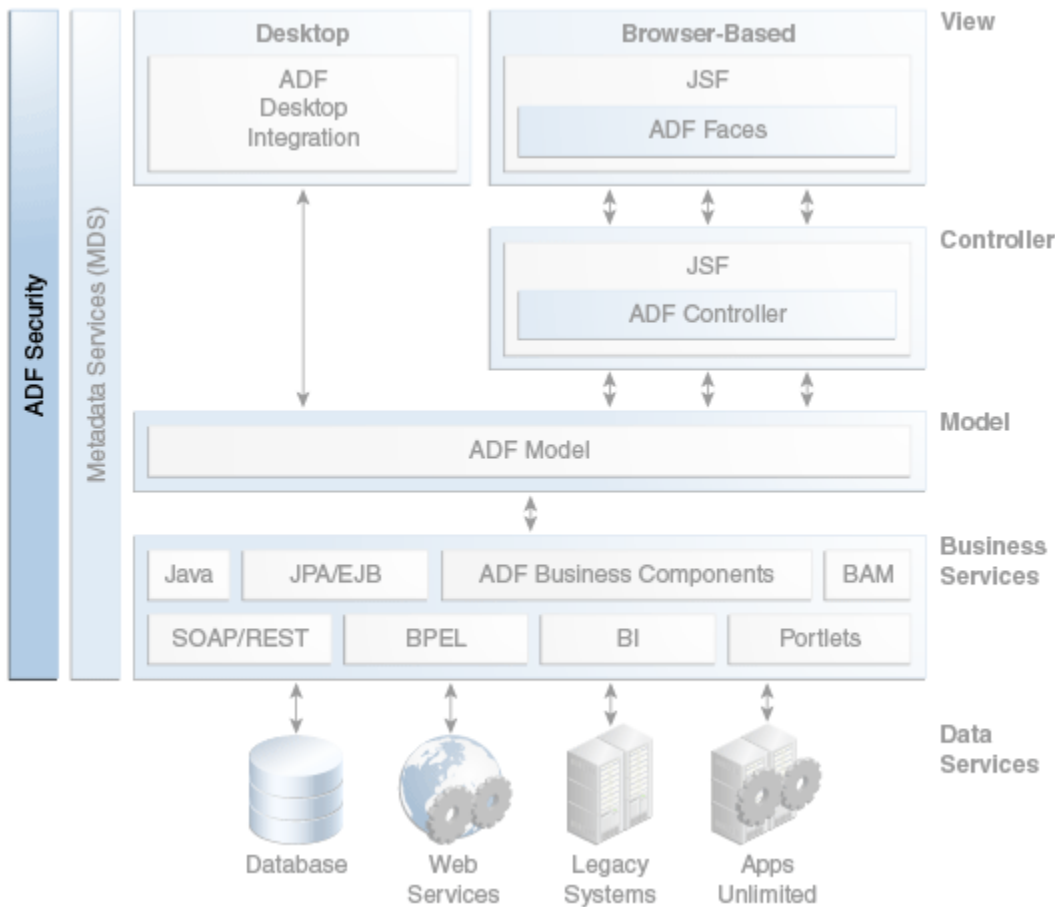 Desktop
ADF
Desktop
Integration
Browser-Based
JSF
ADF Faces
View
JSF
ADF Controller
Controller
ADF Security
Metadata Services (MDS)
ADF Model
Model
Java
JPA/EJB
ADF Business Components
BAM
SOAP/REST
BPEL
BI
Portlets
Business
Services
Database
Web
Services
Legacy
Systems
Apps
Unlimited
Data
Services